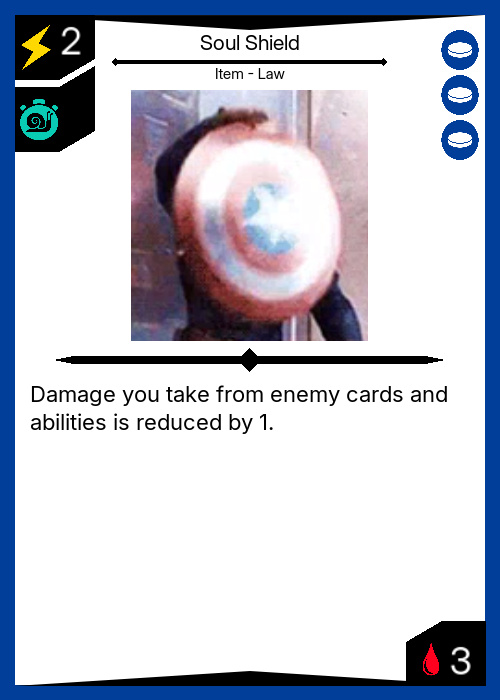 2
Soul Shield
Item - Law
Damage you take from enemy cards and
abilities is reduced by 1.
3